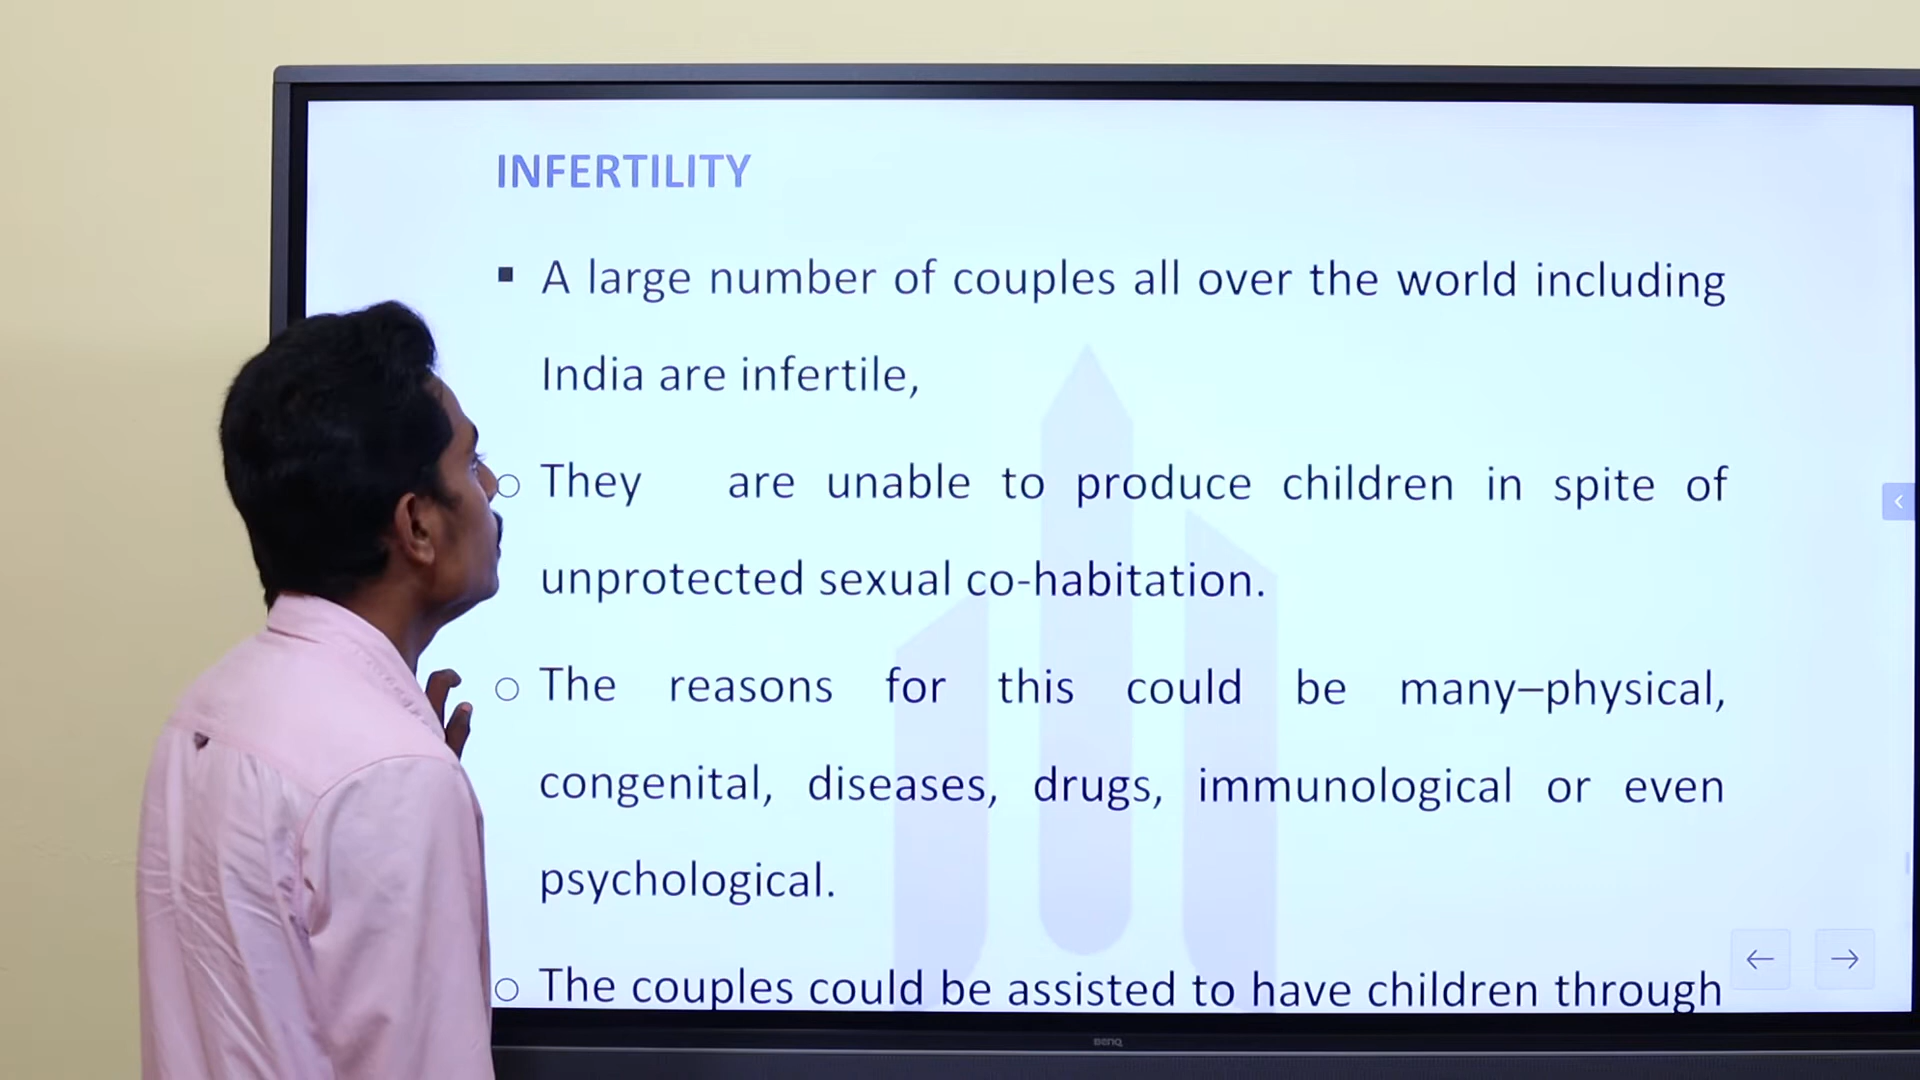 INFERTILITY
▪ A large number of couples all over the world including
India are infertile,
○ They are unable to produce children in spite of
unprotected sexual co-habitation.
○ The reasons for this could be many–physical,
congenital, diseases, drugs, immunological or even
psychological.
○ The couples could be assisted to have children through
BenQ